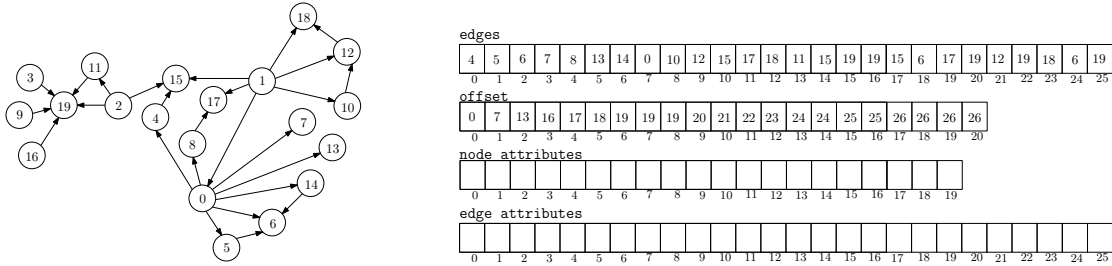 18
12
11
3
15
1
17
19
2
10
9
4
7
8
13
16
14
0
6
5
edges
4 5 6 7 8 13 14 0 10 12 15 17 18 11 15 19 19 15 6 17 19 12 19 18 6 19
0 1 2 3 4 5 6 7 8 9 10 11 12 13 14 15 16 17 18 19 20 21 22 23 24 25
offset
0 7 13 16 17 18 19 19 19 20 21 22 23 24 24 25 25 26 26 26 26
0 1 2 3 4 5 6 7 8 9 10 11 12 13 14 15 16 17 18 19 20
node attributes
0 1 2 3 4 5 6 7 8 9 10 11 12 13 14 15 16 17 18 19
edge attributes
0 1 2 3 4 5 6 7 8 9 10 11 12 13 14 15 16 17 18 19 20 21 22 23 24 25